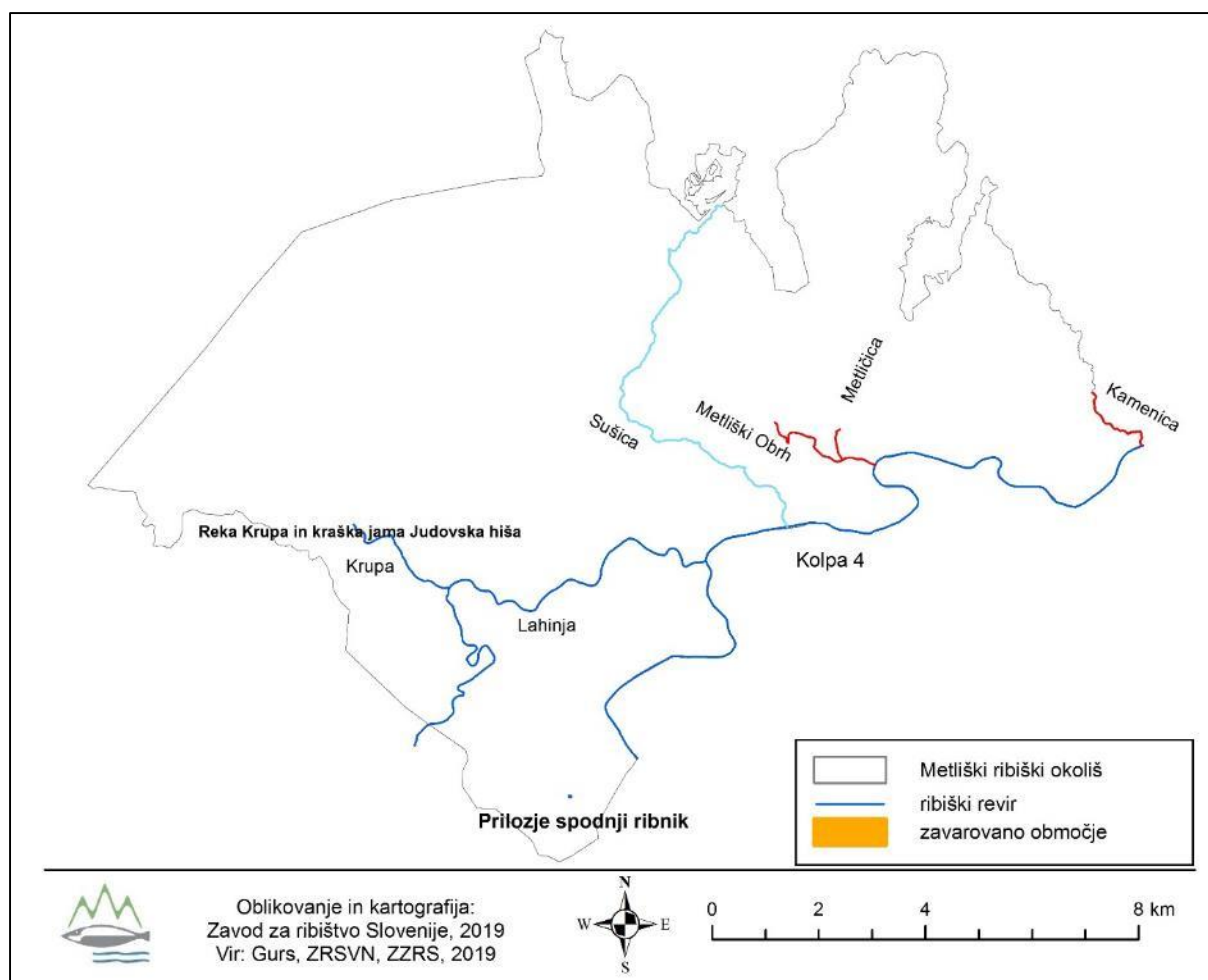 Metličica
Kamenica
Metliški Obrh
Sušica
Reka Krupa in kraška jama Judovska hiša
Krupa
Kolpa 4
Lahinja
Prilozje spodnji ribnik
Metliški ribiški okoliš
ribiški revir
zavarovano območje
Oblikovanje in kartografija:
Zavod za ribištvo Slovenije, 2019
Vir: Gurs, ZRSVN, ZZRS, 2019
N
W E
S
0 2 4 8 km